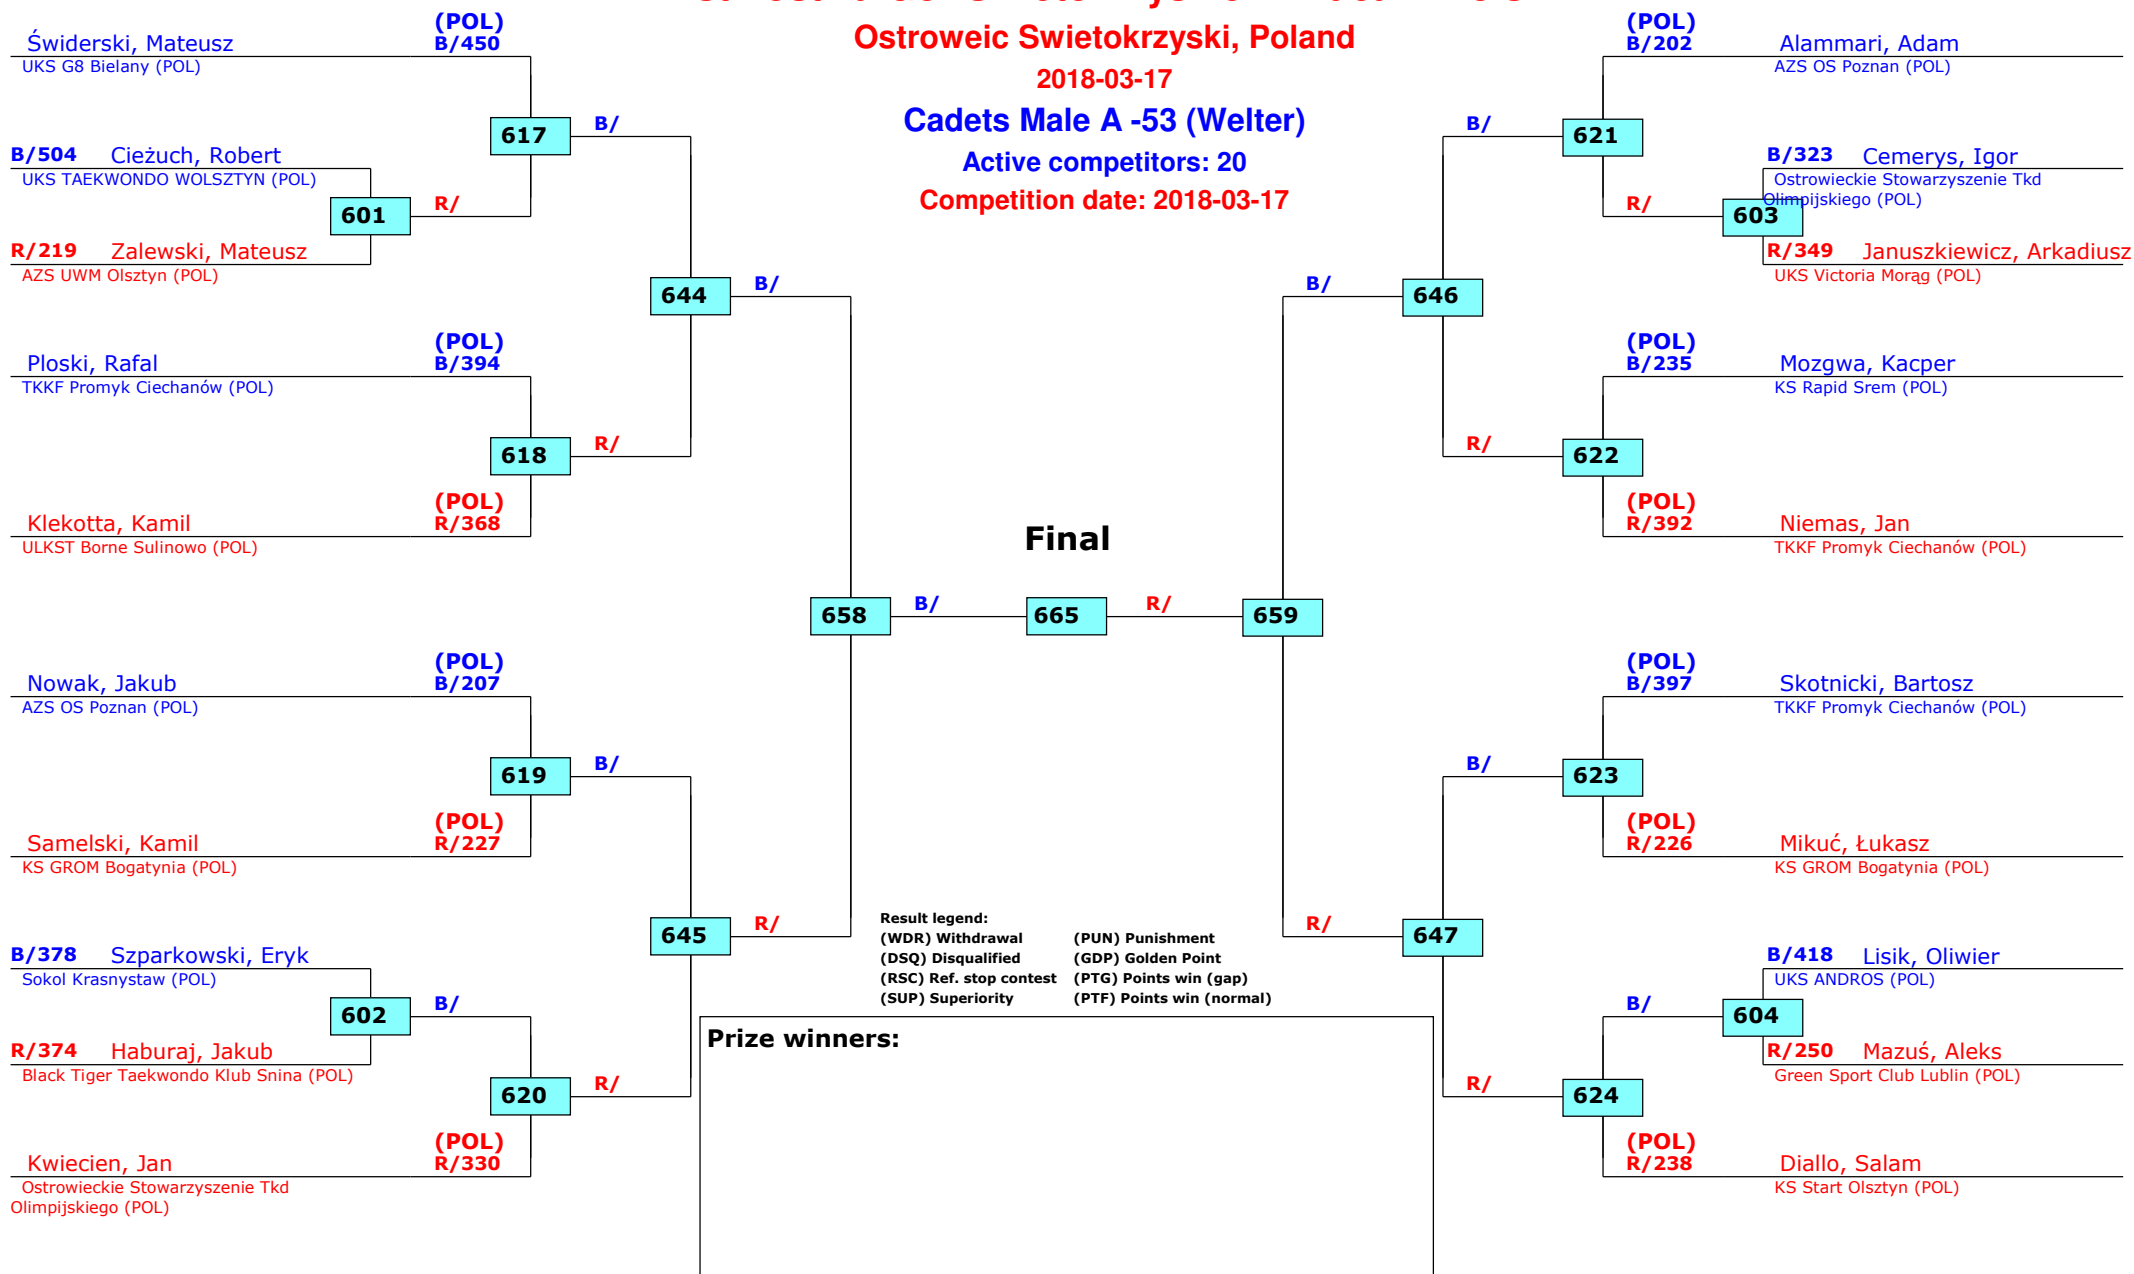 Ostroweic Swietokrzyski, Poland
2018-03-17
Cadets Male A -53 (Welter)
Active competitors: 20
Competition date: 2018-03-17
(POL)
Świderski, Mateusz B/450
UKS G8 Bielany (POL)
617
B/
B/504 Cieżuch, Robert
UKS TAEKWONDO WOLSZTYN (POL)
601
R/
R/219 Zalewski, Mateusz
AZS UWM Olsztyn (POL)
644
B/
(POL)
Ploski, Rafal B/394
TKKF Promyk Ciechanów (POL)
618
R/
(POL)
Klekotta, Kamil R/368
ULKST Borne Sulinowo (POL)
Final
658
B/
665
R/
659
(POL)
Nowak, Jakub B/207
AZS OS Poznan (POL)
619
B/
(POL)
Samelski, Kamil R/227
KS GROM Bogatynia (POL)
645
R/
B/378 Szparkowski, Eryk
Sokol Krasnystaw (POL)
602
B/
R/374 Haburaj, Jakub
Black Tiger Taekwondo Klub Snina (POL)
620
R/
(POL)
Kwiecien, Jan R/330
Ostrowieckie Stowarzyszenie Tkd
Olimpijskiego (POL)
(POL)
B/202 Alammari, Adam
AZS OS Poznan (POL)
B/
621
B/323 Cemerys, Igor
Ostrowieckie Stowarzyszenie Tkd
Olimpijskiego (POL)
R/
603
R/349 Januszkiewicz, Arkadiusz
UKS Victoria Morąg (POL)
B/
646
(POL)
B/235 Mozgwa, Kacper
KS Rapid Srem (POL)
R/
622
(POL)
R/392 Niemas, Jan
TKKF Promyk Ciechanów (POL)
(POL)
B/397 Skotnicki, Bartosz
TKKF Promyk Ciechanów (POL)
B/
623
(POL)
R/226 Mikuć, Łukasz
KS GROM Bogatynia (POL)
R/
647
B/418 Lisik, Oliwier
UKS ANDROS (POL)
B/
604
R/250 Mazuś, Aleks
Green Sport Club Lublin (POL)
R/
624
(POL)
R/238 Diallo, Salam
KS Start Olsztyn (POL)
Result legend:
(WDR) Withdrawal (PUN) Punishment
(DSQ) Disqualified (GDP) Golden Point
(RSC) Ref. stop contest (PTG) Points win (gap)
(SUP) Superiority (PTF) Points win (normal)
Prize winners: